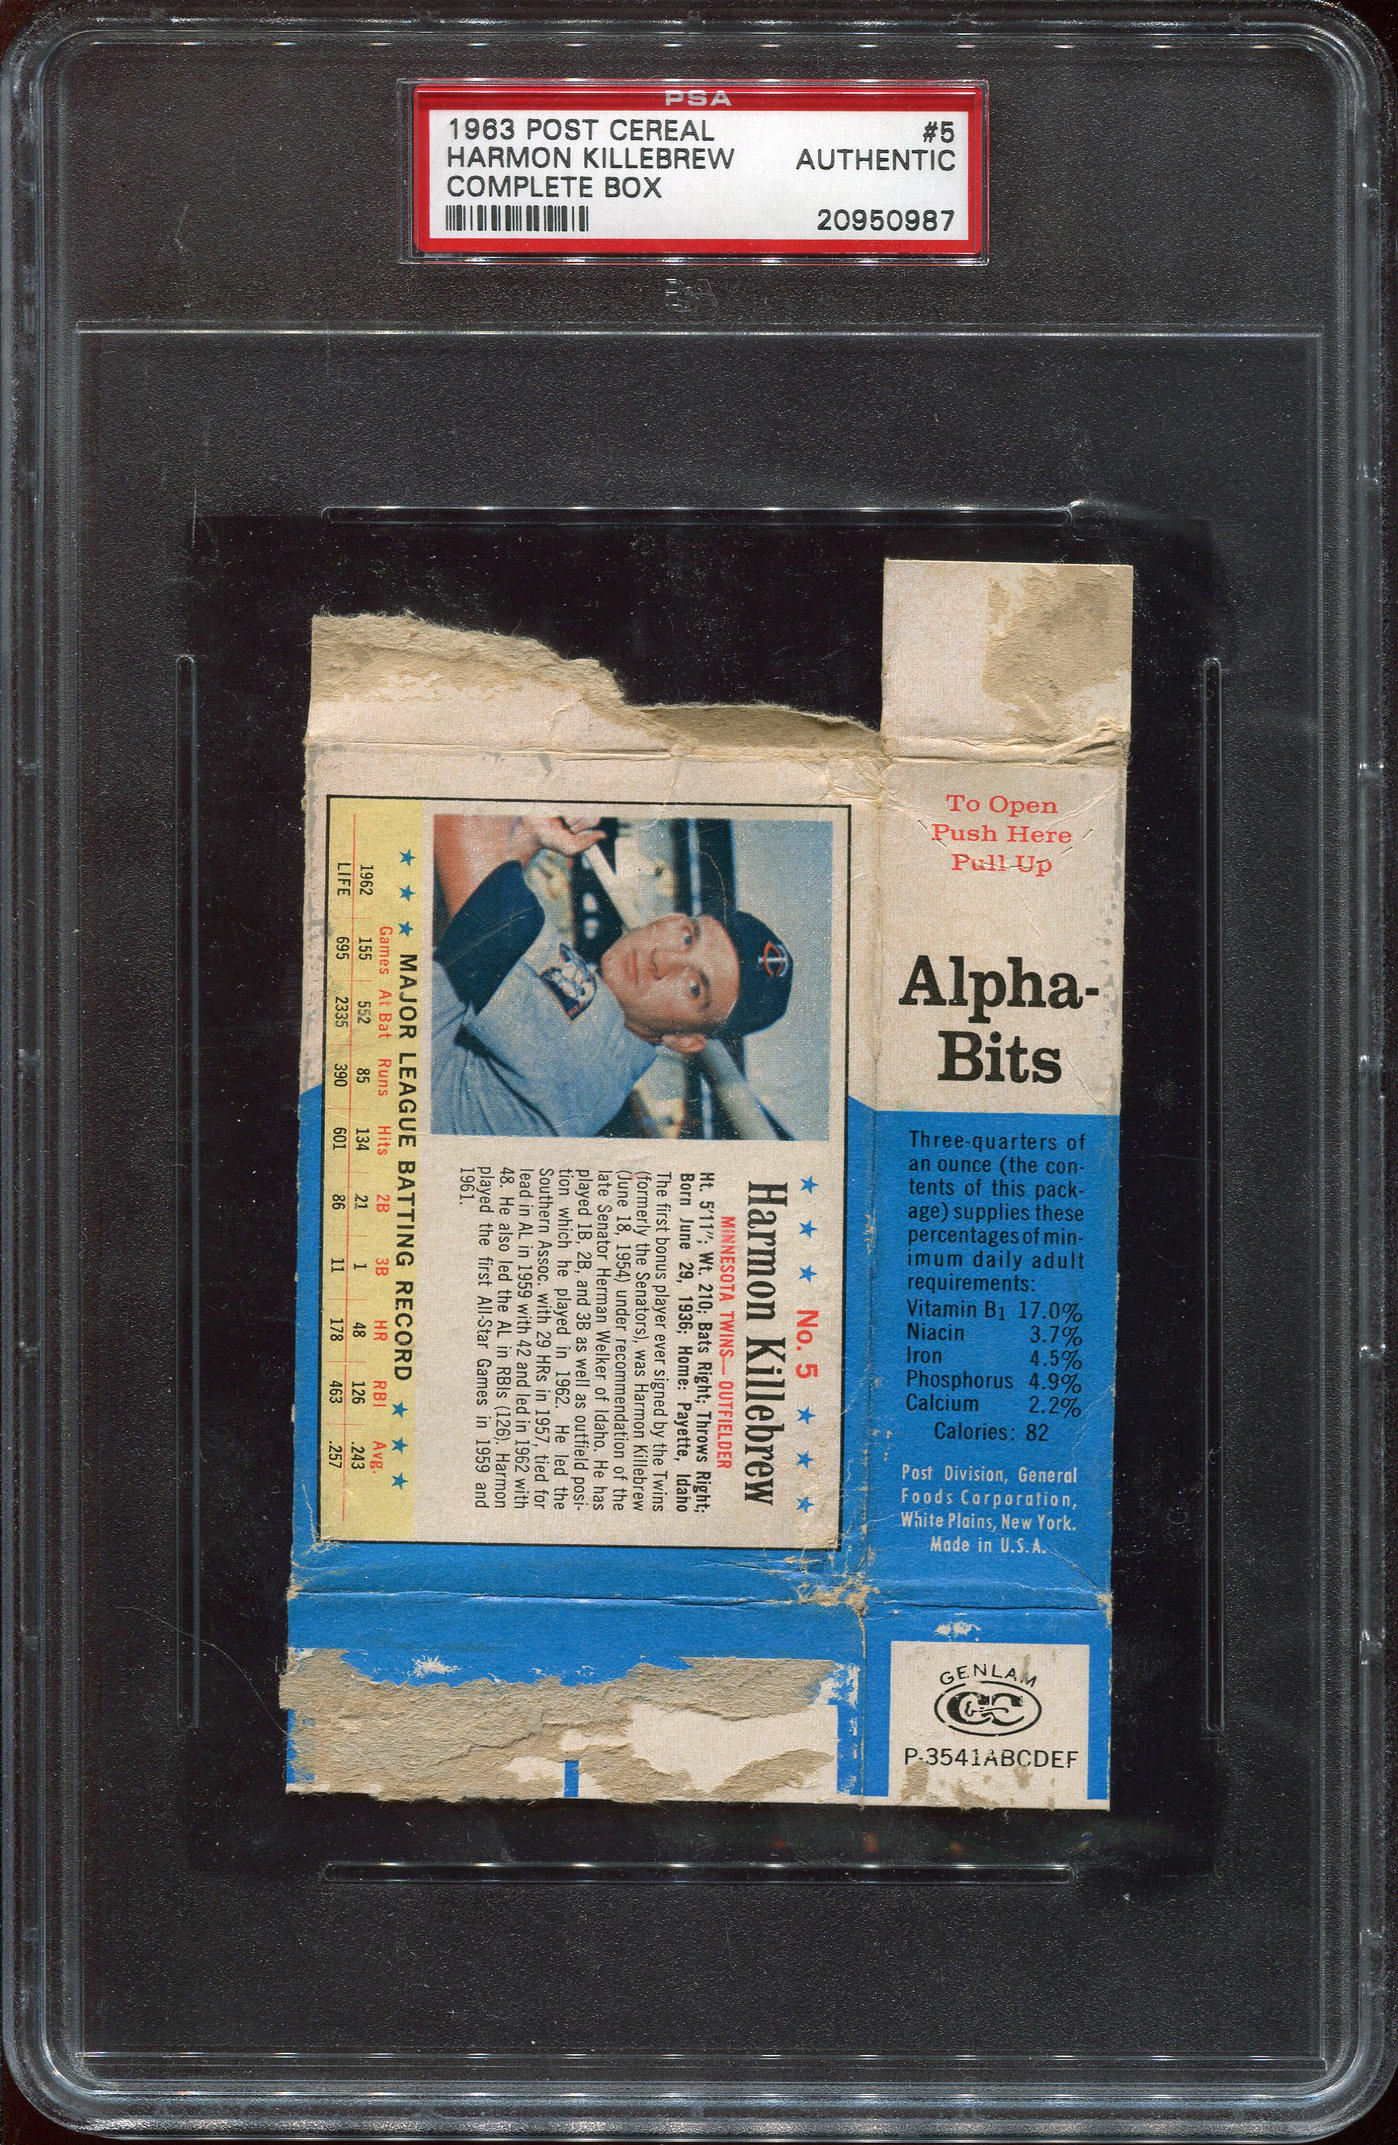 PSA
1963 POST CEREAL #5
HARMON KILLEBREW AUTHENTIC
COMPLETE BOX
20950987
To Open
Push Here
Pull Up
Alpha-
Bits
Three-quarters of
an ounce (the con-
tents of this pack-
age) supplies these
percentages of min-
imum daily adult
requirements:
Vitamin B1 17.0%
Niacin 3.7%
Iron 4.5%
Phosphorus 4.9%
Calcium 2.2%
Calories: 82
Post Division, General
Foods Corporation,
White Plains, New York.
Made in U.S.A.
GENLAM
P-3541ABCDEF
No. 5
Harmon Killebrew
MINNESOTA TWINS—OUTFIELDER
Ht. 5'11"; Wt. 210; Bats Right; Throws Right;
Born June 29, 1936; Home: Payette, Idaho
The first bonus player ever signed by the Twins
(formerly the Senators), was Harmon Killebrew
(June 18, 1954) under recommendation of the
late Senator Herman Welker of Idaho. He has
played 1B, 2B, and 3B as well as outfield posi-
tion which he played in 1962. He led the
Southern Assoc. with 29 HRs in 1957, tied for
lead in AL in 1959 with 42 and led in 1962 with
48. He also led the AL in RBIs (126). Harmon
played the first All-Star Games in 1959 and
1961.
MAJOR LEAGUE BATTING RECORD
Games At Bat Runs Hits 2B 3B HR RBI Avg.
1962 155 552 85 134 21 1 48 126 .243
LIFE 695 2335 390 601 86 11 178 463 .257